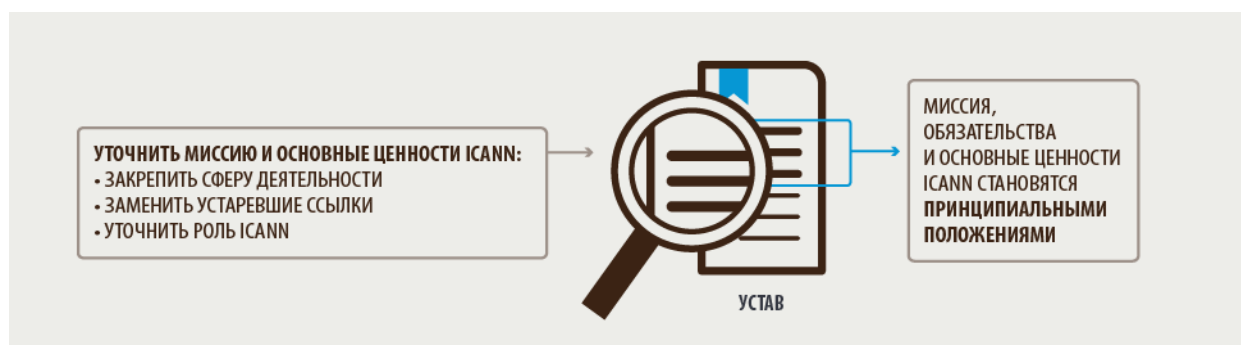 УТОЧНИТЬ МИССИЮ И ОСНОВНЫЕ ЦЕННОСТИ ICANN:
• ЗАКРЕПИТЬ СФЕРУ ДЕЯТЕЛЬНОСТИ
• ЗАМЕНИТЬ УСТАРЕВШИЕ ССЫЛКИ
• УТОЧНИТЬ РОЛЬ ICANN
УСТАВ
МИССИЯ,
ОБЯЗАТЕЛЬСТВА
И ОСНОВНЫЕ ЦЕННОСТИ
ICANN СТАНОВЯТСЯ
ПРИНЦИПИАЛЬНЫМИ
ПОЛОЖЕНИЯМИ